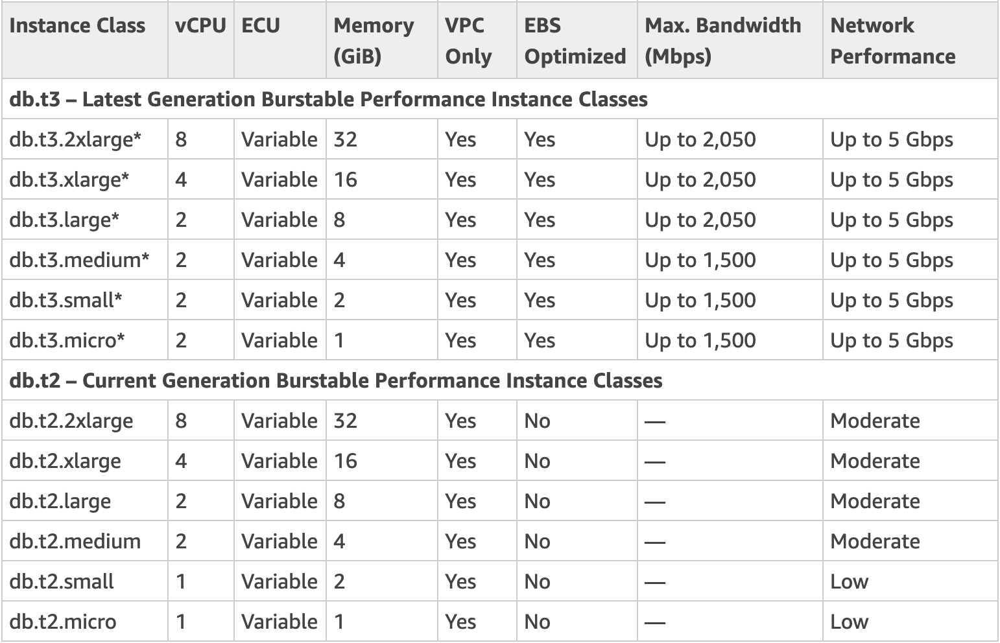 Instance Class vCPU ECU Memory (GiB) VPC Only EBS Optimized Max. Bandwidth (Mbps) Network Performance
db.t3 – Latest Generation Burstable Performance Instance Classes
db.t3.2xlarge* 8 Variable 32 Yes Yes Up to 2,050 Up to 5 Gbps
db.t3.xlarge* 4 Variable 16 Yes Yes Up to 2,050 Up to 5 Gbps
db.t3.large* 2 Variable 8 Yes Yes Up to 2,050 Up to 5 Gbps
db.t3.medium* 2 Variable 4 Yes Yes Up to 1,500 Up to 5 Gbps
db.t3.small* 2 Variable 2 Yes Yes Up to 1,500 Up to 5 Gbps
db.t3.micro* 2 Variable 1 Yes Yes Up to 1,500 Up to 5 Gbps
db.t2 – Current Generation Burstable Performance Instance Classes
db.t2.2xlarge 8 Variable 32 Yes No — Moderate
db.t2.xlarge 4 Variable 16 Yes No — Moderate
db.t2.large 2 Variable 8 Yes No — Moderate
db.t2.medium 2 Variable 4 Yes No — Moderate
db.t2.small 1 Variable 2 Yes No — Low
db.t2.micro 1 Variable 1 Yes No — Low